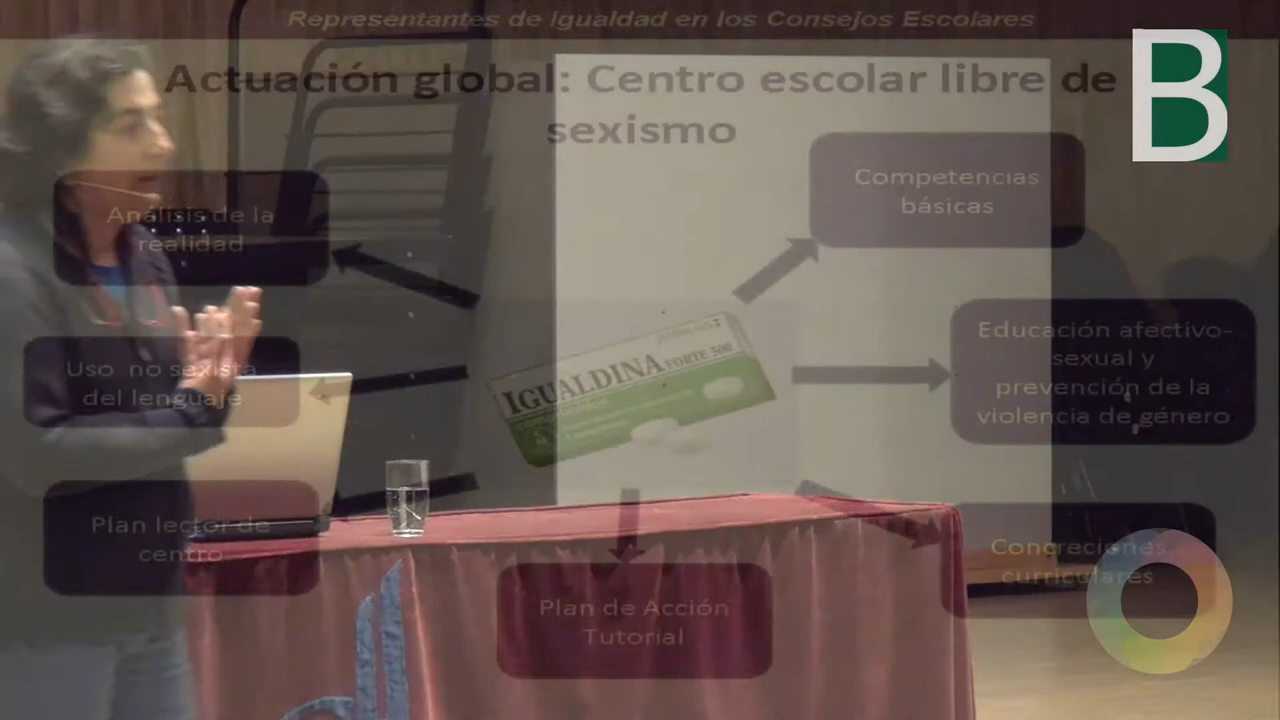 Representantes de Igualdad en los Consejos Escolares
Actuación global: Centro escolar libre de
sexismo
B
Competencias
básicas
Análisis de la
realidad
Educación afectivo-
sexual y
prevención de la
violencia de género
IGUALDINA FORTE 500
Uso no sexista
del lenguaje
Plan lector de
centro
Concreciones
curriculares
Plan de Acción
Tutorial